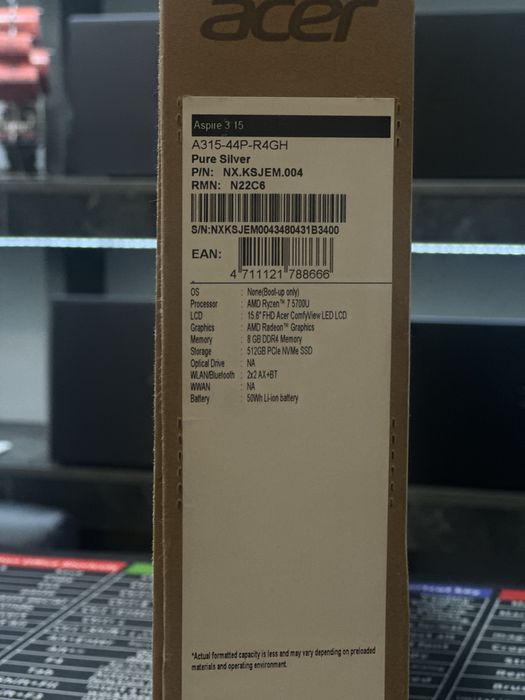 acer
Aspire 3 15
A315-44P-R4GH
Pure Silver
P/N: NX.KSJEM.004
RMN: N22C6
S/N:NXKSJEM0043480431B3400
EAN:
4 711121 788666
OS : None(Boot-up only)
Processor : AMD Ryzen™ 7 5700U
LCD : 15.6" FHD Acer ComfyView LED LCD
Graphics : AMD Radeon™ Graphics
Memory : 8 GB DDR4 Memory
Storage : 512GB PCIe NVMe SSD
Optical Drive : NA
WLAN/Bluetooth : 2x2 AX+BT
WWAN : NA
Battery : 50Wh Li-ion battery
*Actual formatted capacity is less and may vary depending on preloaded
materials and operating environment.